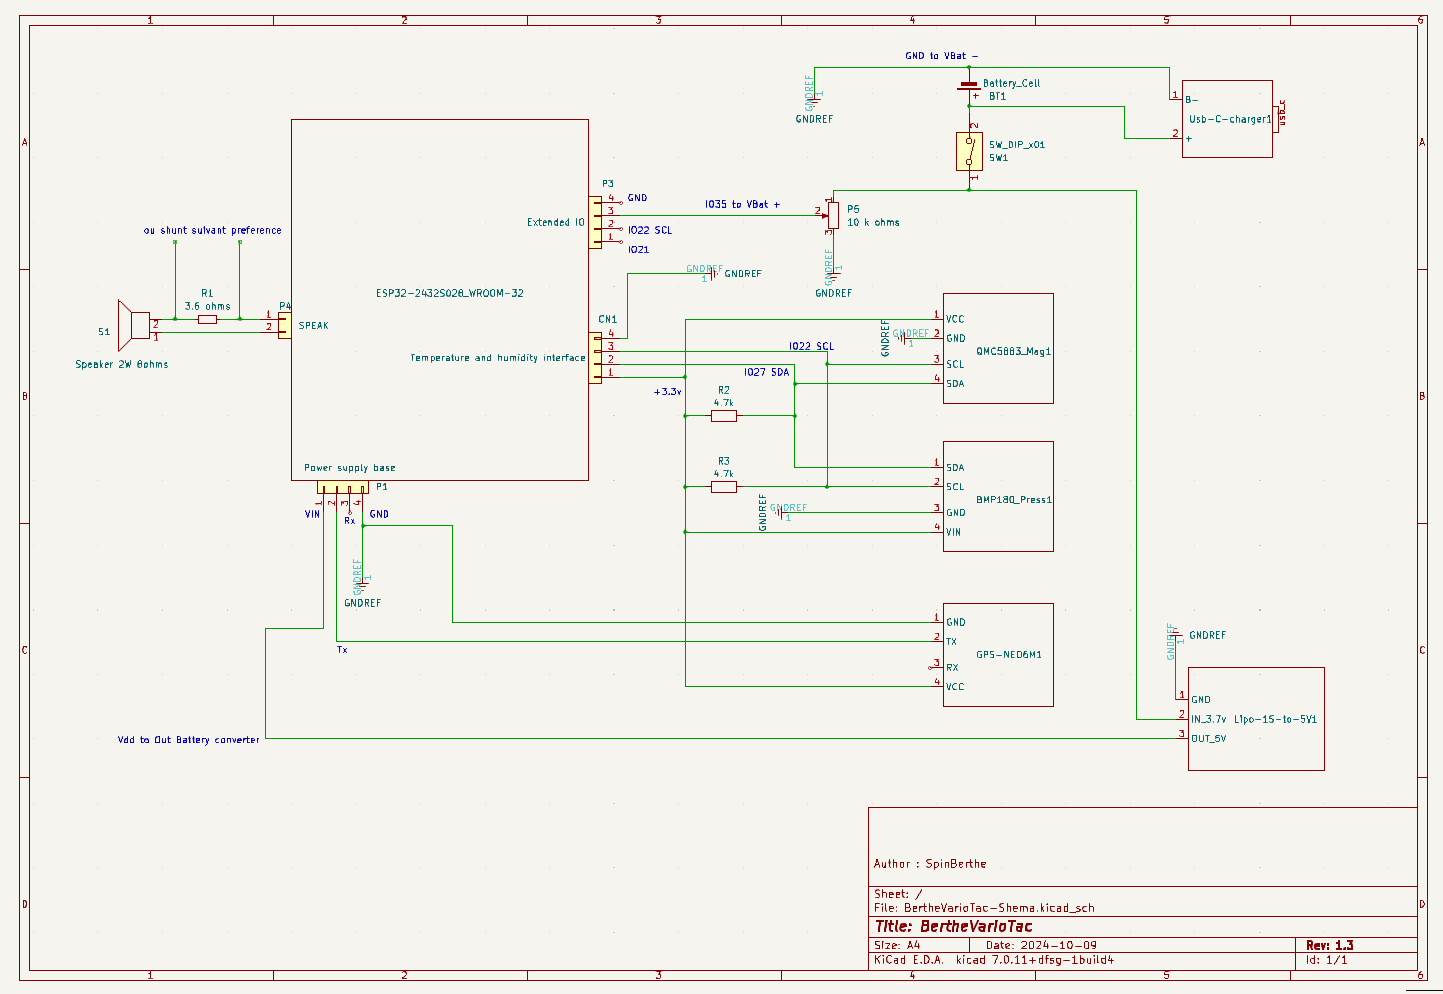 1 2 3 4 5 6
A
B
C
D
GND to VBat -
GNDREF
1
GNDREF
Battery_Cell
+ BT1
1 B-
Usb-C-charger1
usb_c
2 +
2
SW_DIP_x01
SW1
1
P3
4 GND
3 IO35 to VBat +
2 IO22 SCL
1 IO21
Extended IO
1
2 P5
10 k ohms
3
GNDREF
1
GNDREF
GNDREF
1
GNDREF
ou shunt suivant preference
ESP32-2432S028_WROOM-32
R1
3.6 ohms
P4
1
2
SPEAK
S1
2
1
Speaker 2W 8ohms
CN1
4
3
2
1
Temperature and humidity interface
IO22 SCL
IO27 SDA
+3.3v
R2
4.7k
R3
4.7k
GNDREF
GNDREF
1
1 VCC
2 GND
3 SCL
4 SDA
QMC5883_Mag1
GNDREF
GNDREF
1
1 SDA
2 SCL
3 GND
4 VIN
BMP180_Press1
Power supply base
P1
1
2
3
4
VIN
Rx
GND
GNDREF
1
GNDREF
Tx
1 GND
2 TX
3 RX
4 VCC
GPS-NEO6M1
GNDREF
1
GNDREF
1 GND
2 IN_3.7v
3 OUT_5V
Lipo-1S-to-5V1
Vdd to Out Battery converter
Author : SpinBerthe
Sheet: /
File: BertheVarioTac-Shema.kicad_sch
Title: BertheVarioTac
Size: A4 Date: 2024-10-09 Rev: 1.3
KiCad E.D.A. kicad 7.0.11+dfsg-1build4 Id: 1/1
A
B
C
D
1 2 3 4 5 6